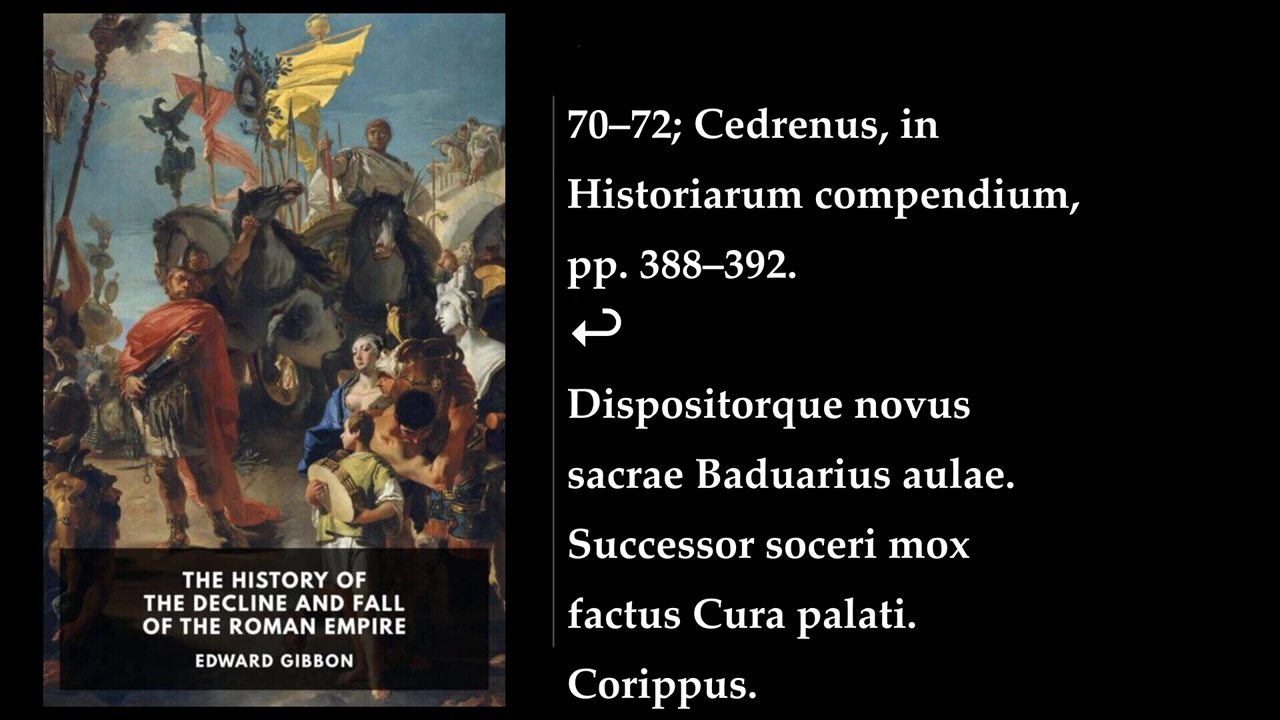 THE HISTORY OF
THE DECLINE AND FALL
OF THE ROMAN EMPIRE
EDWARD GIBBON
70–72; Cedrenus, in
Historiarum compendium,
pp. 388–392.
↩
Dispositorque novus
sacrae Baduarius aulae.
Successor soceri mox
factus Cura palati.
Corippus.